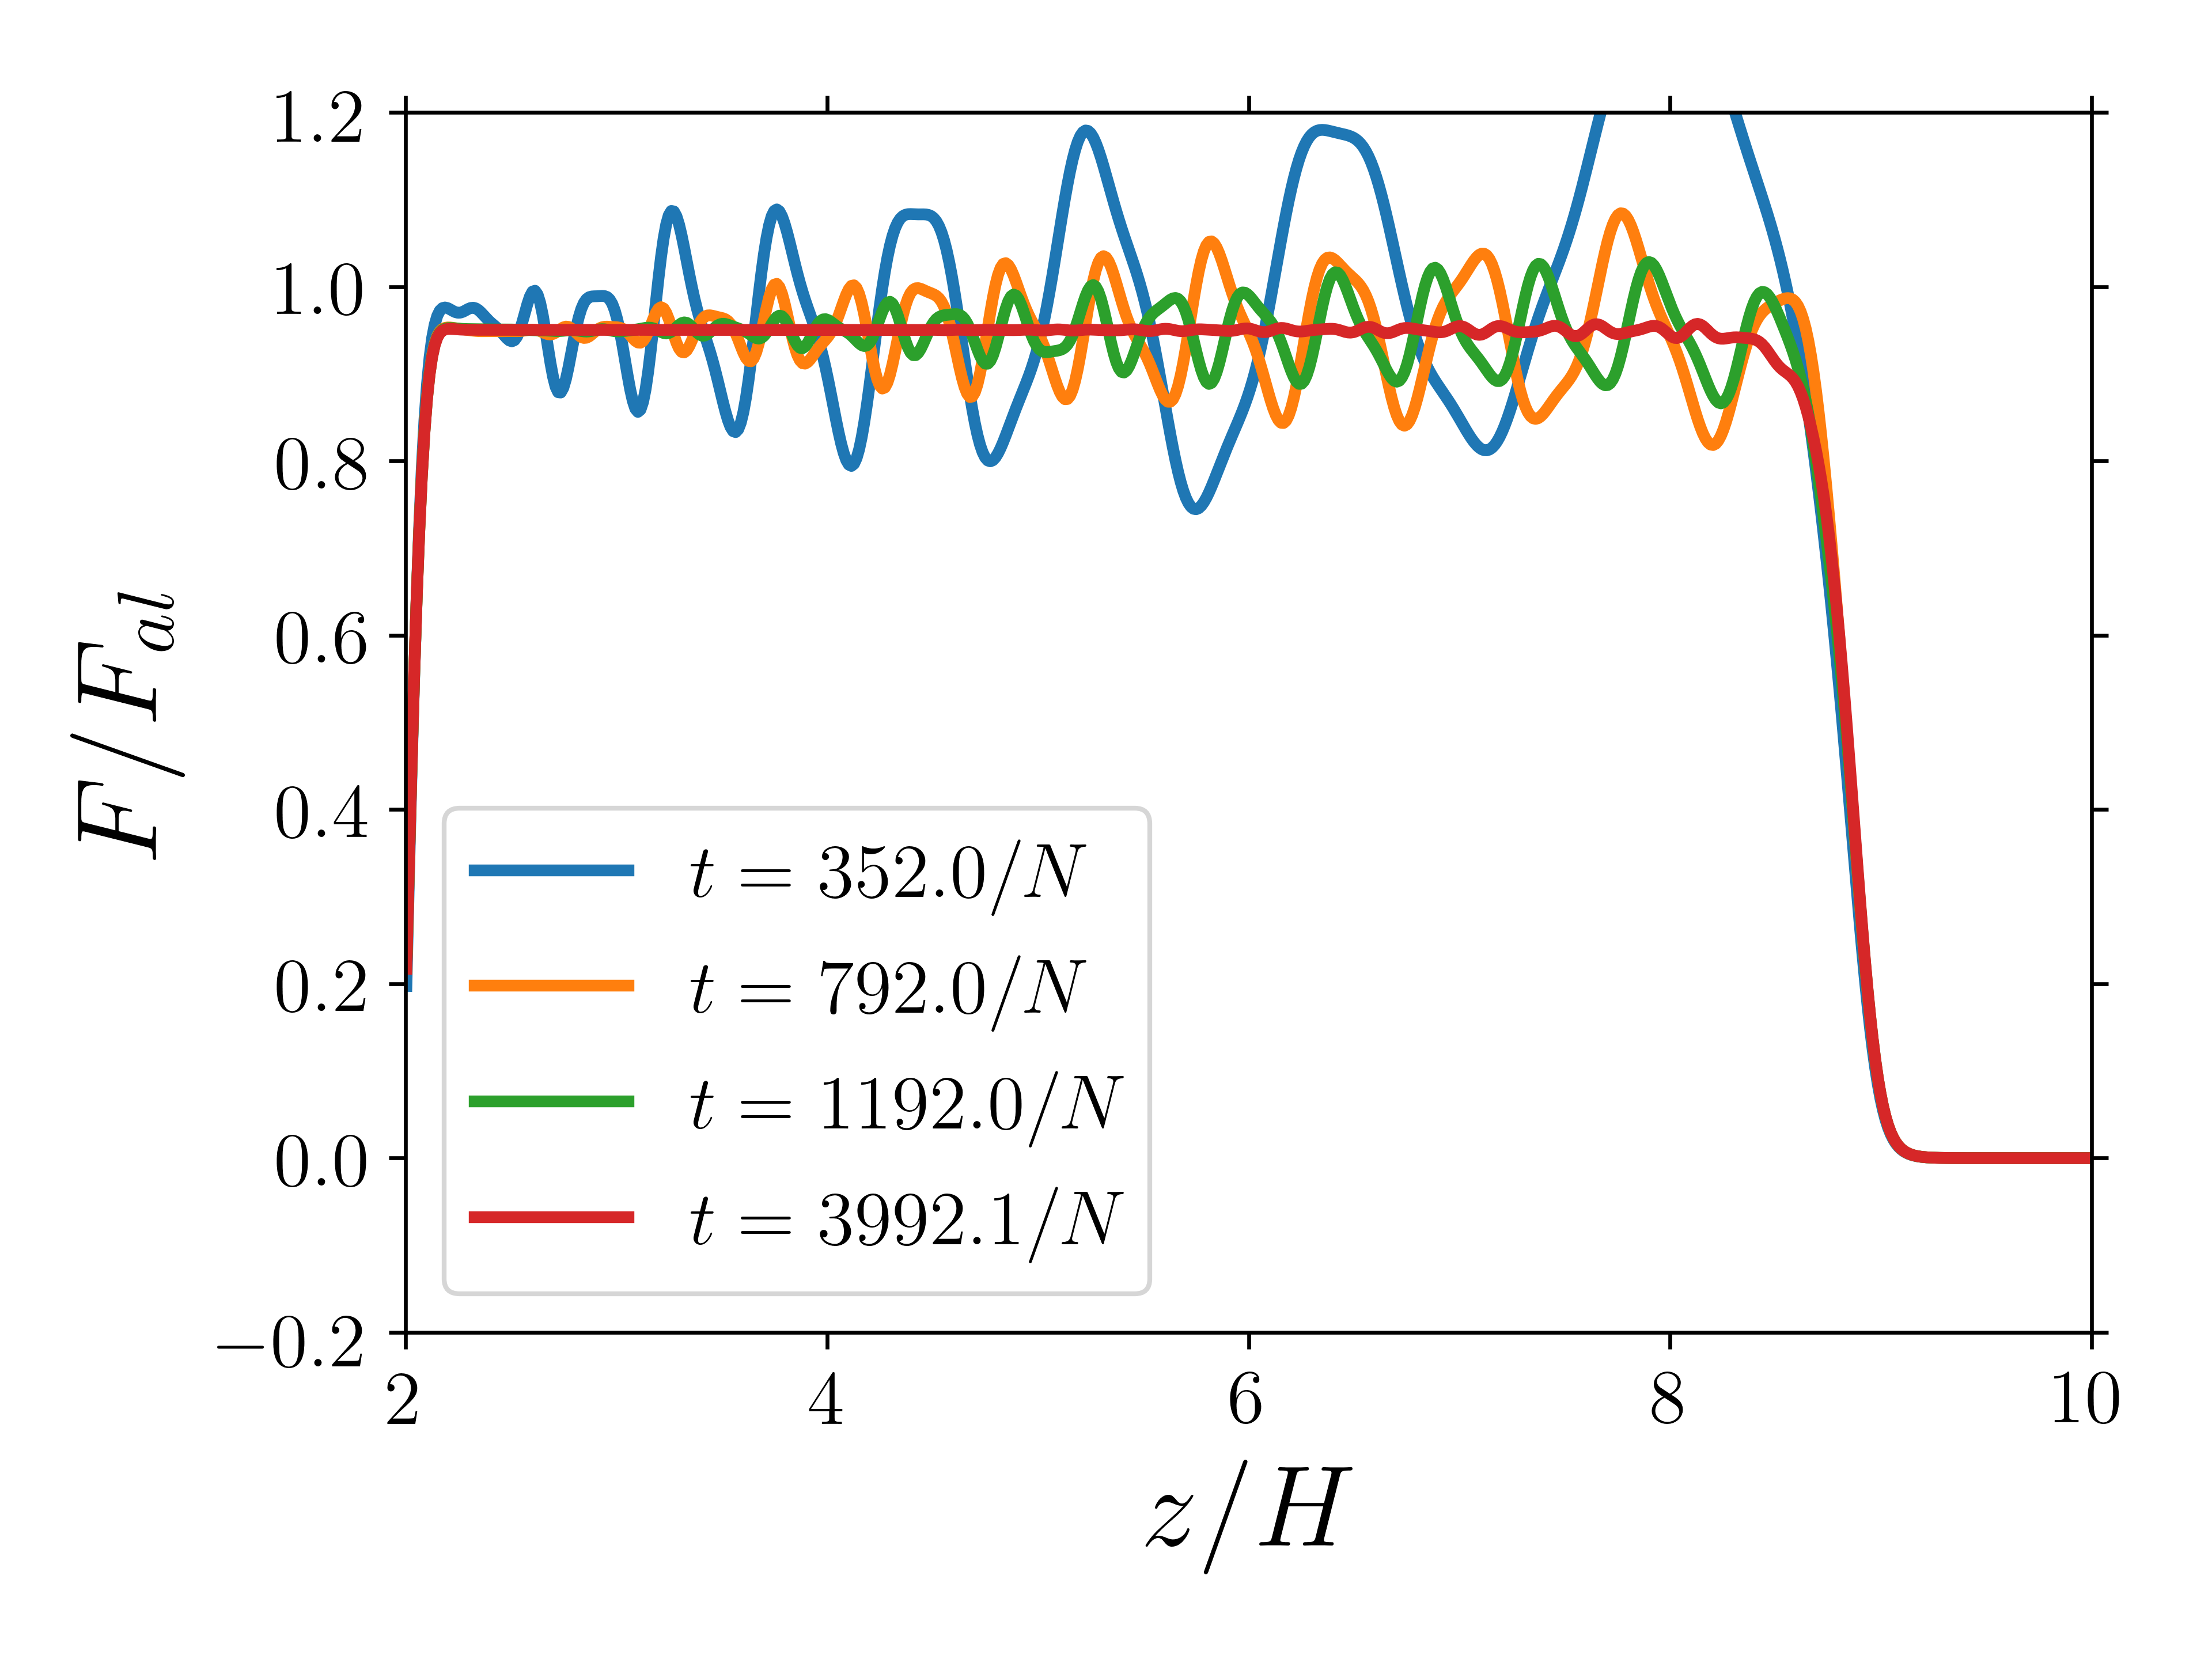 1.2
1.0
0.8
0.6
0.4
0.2
0.0
−0.2
F/F_al
t = 352.0/N
t = 792.0/N
t = 1192.0/N
t = 3992.1/N
2 4 6 8 10
z/H